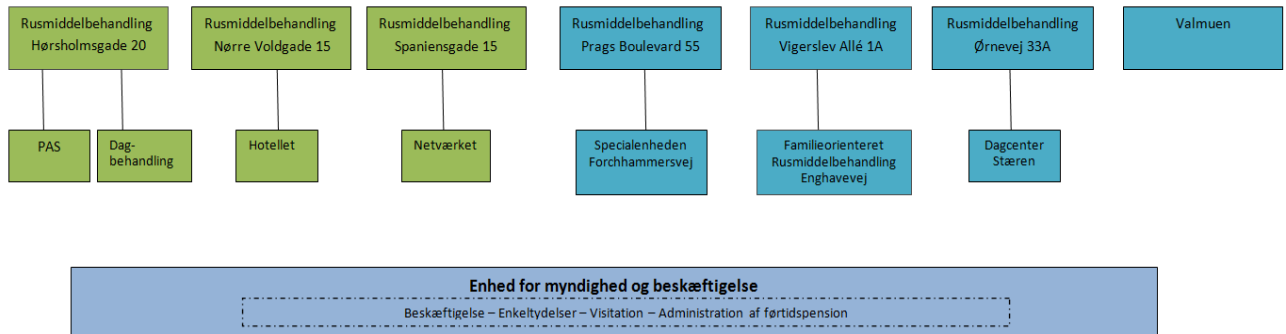 Rusmiddelbehandling
Hørsholmsgade 20
Rusmiddelbehandling
Nørre Voldgade 15
Rusmiddelbehandling
Spaniensgade 15
Rusmiddelbehandling
Prags Boulevard 55
Rusmiddelbehandling
Vigerslev Allé 1A
Rusmiddelbehandling
Ørnevej 33A
Valmuen
PAS
Dag-
behandling
Hotellet
Netværket
Specialenheden
Forchhammersvej
Familieorienteret
Rusmiddelbehandling
Enghavevej
Dagcenter
Stæren
Enhed for myndighed og beskæftigelse
Beskæftigelse – Enkeltydelser – Visitation – Administration af førtidspension